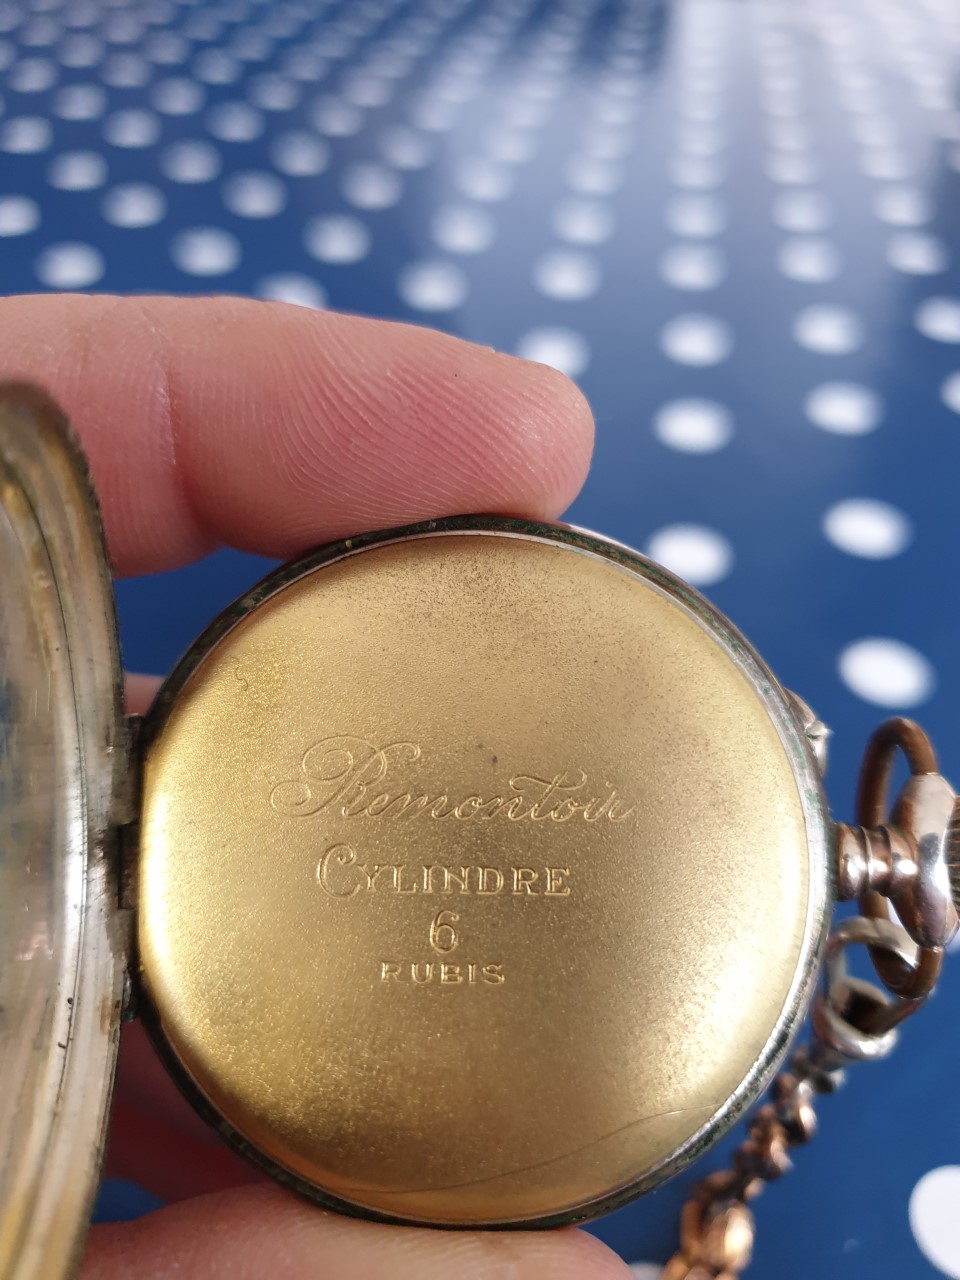 Remontoir
CYLINDRE
6
RUBIS